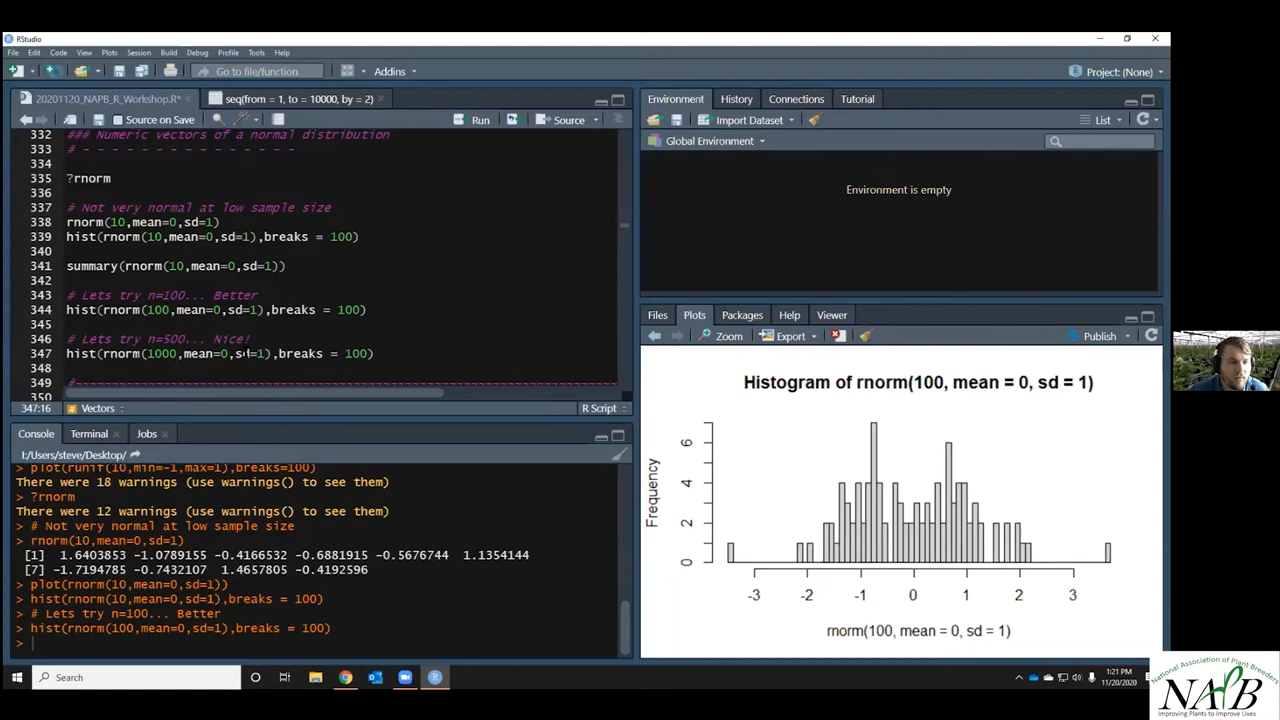 RStudio
File Edit Code View Plots Session Build Debug Profile Tools Help
Go to file/function
Addins
Project: (None)
20201120_NAPB_R_Workshop.R*
seq(from = 1, to = 10000, by = 2)
Source on Save
Run
Source
332 ### Numeric vectors of a normal distribution
333 # - - - - - - - - - - - - - - -
334
335 ?rnorm
336
337 # Not very normal at low sample size
338 rnorm(10,mean=0,sd=1)
339 hist(rnorm(10,mean=0,sd=1),breaks = 100)
340
341 summary(rnorm(10,mean=0,sd=1))
342
343 # Lets try n=100... Better
344 hist(rnorm(100,mean=0,sd=1),breaks = 100)
345
346 # Lets try n=500... Nice!
347 hist(rnorm(1000,mean=0,sd=1),breaks = 100)
348
349
350
347:16 # Vectors R Script
Console Terminal Jobs
I:/Users/steve/Desktop/
> plot(runif(10,min=-1,max=1),breaks=100)
There were 18 warnings (use warnings() to see them)
> ?rnorm
There were 12 warnings (use warnings() to see them)
> # Not very normal at low sample size
> rnorm(10,mean=0,sd=1)
[1] 1.6403853 -1.0789155 -0.4166532 -0.6881915 -0.5676744 1.1354144
[7] -1.7194785 -0.7432107 1.4657805 -0.4192596
> plot(rnorm(10,mean=0,sd=1))
> hist(rnorm(10,mean=0,sd=1),breaks = 100)
> # Lets try n=100... Better
> hist(rnorm(100,mean=0,sd=1),breaks = 100)
>
Environment History Connections Tutorial
Import Dataset
List
Global Environment
Environment is empty
Files Plots Packages Help Viewer
Zoom Export Publish
Histogram of rnorm(100, mean = 0, sd = 1)
Frequency
6
4
2
0
-3 -2 -1 0 1 2 3
rnorm(100, mean = 0, sd = 1)
Search
1:21 PM
11/20/2020
National Association of Plant Breeders
NAPB
Improving Plants to Improve Lives